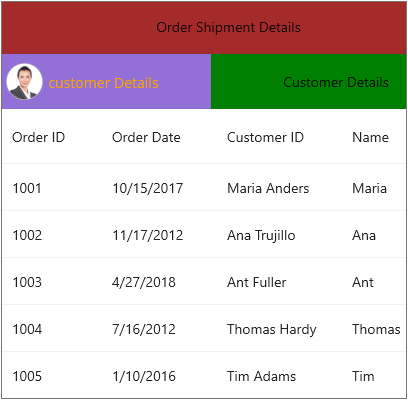 Order Shipment Details
customer Details Customer Details
Order ID Order Date Customer ID Name
1001 10/15/2017 Maria Anders Maria
1002 11/17/2012 Ana Trujillo Ana
1003 4/27/2018 Ant Fuller Ant
1004 7/16/2012 Thomas Hardy Thomas
1005 1/10/2016 Tim Adams Tim